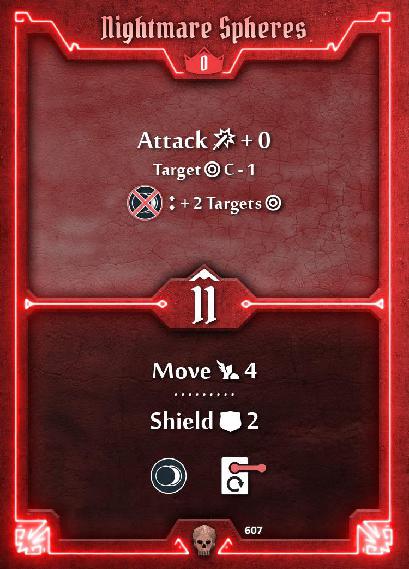 Nightmare Spheres
0
Attack + 0
Target C - 1
: + 2 Targets
11
Move 4
Shield 2
607